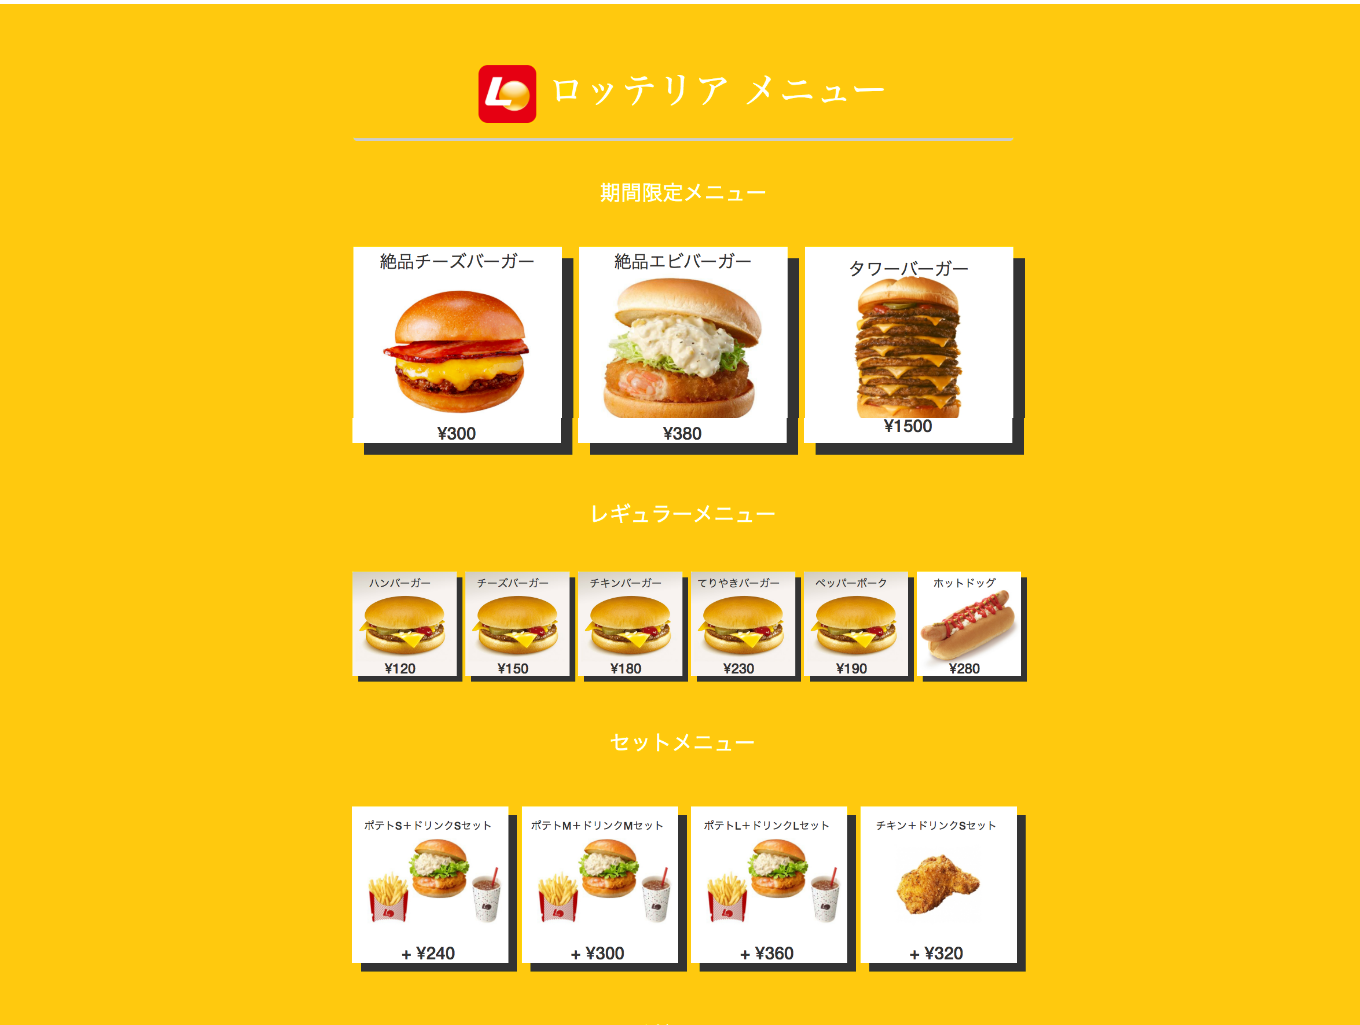 LO ロッテリア メニュー
期間限定メニュー
絶品チーズバーガー
¥300
絶品エビバーガー
¥380
タワーバーガー
¥1500
レギュラーメニュー
ハンバーガー
¥120
チーズバーガー
¥150
チキンバーガー
¥180
てりやきバーガー
¥230
ペッパーポーク
¥190
ホットドッグ
¥280
セットメニュー
ポテトS＋ドリンクSセット
+ ¥240
ポテトM＋ドリンクMセット
+ ¥300
ポテトL＋ドリンクLセット
+ ¥360
チキン＋ドリンクSセット
+ ¥320